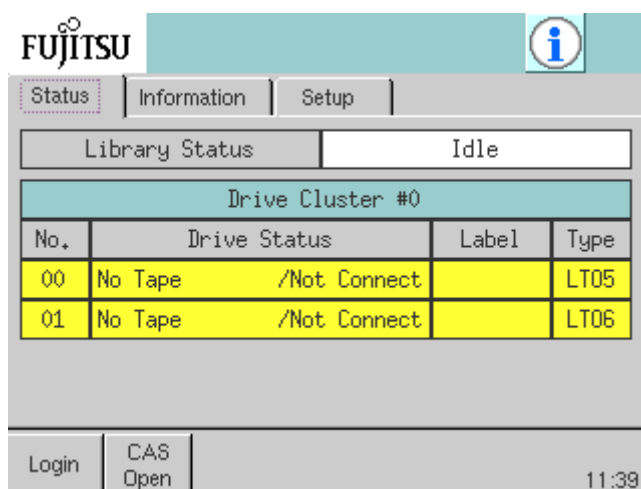 FUJITSU
Status Information Setup
Library Status Idle
Drive Cluster #0
No. Drive Status Label Type
00 No Tape /Not Connect LTO5
01 No Tape /Not Connect LTO6
Login CAS Open 11:39